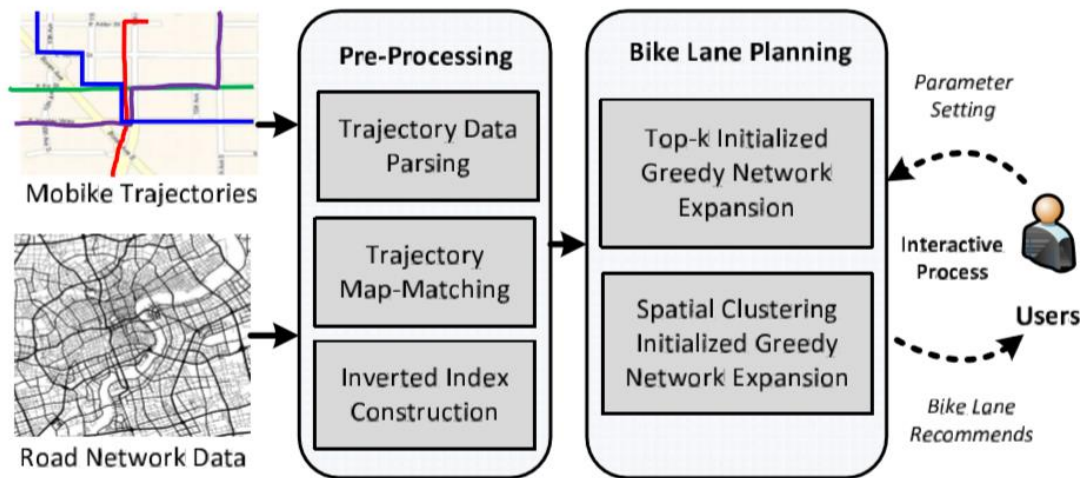 Mobike Trajectories
Road Network Data
Pre-Processing
Trajectory Data
Parsing
Trajectory
Map-Matching
Inverted Index
Construction
Bike Lane Planning
Top-k Initialized
Greedy Network
Expansion
Spatial Clustering
Initialized Greedy
Network Expansion
Parameter
Setting
Interactive
Process
Users
Bike Lane
Recommends